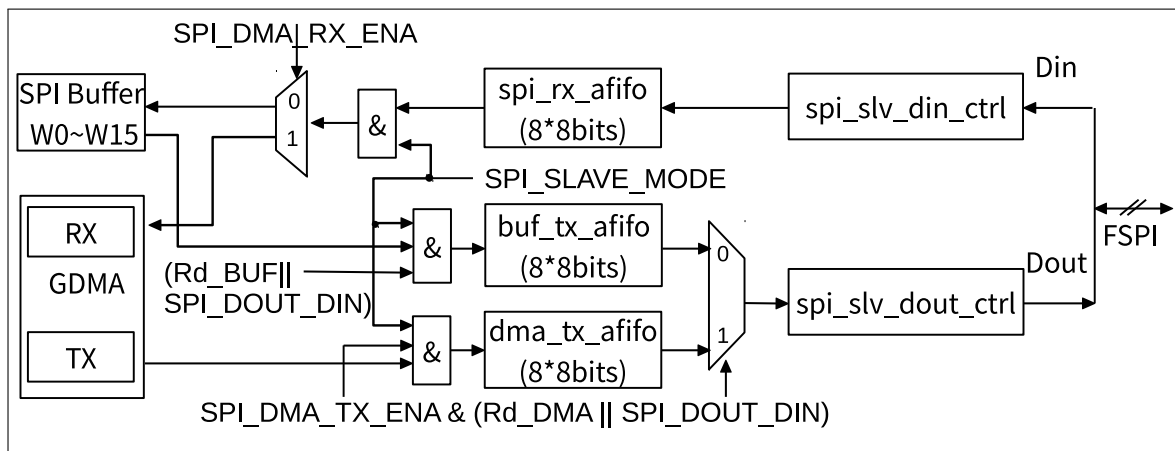 SPI_DMA_RX_ENA
SPI Buffer
W0~W15
0
1
&
spi_rx_afifo
(8*8bits)
spi_slv_din_ctrl
Din
SPI_SLAVE_MODE
RX
GDMA
TX
(Rd_BUF||
SPI_DOUT_DIN)
&
buf_tx_afifo
(8*8bits)
0
1
&
dma_tx_afifo
(8*8bits)
spi_slv_dout_ctrl
Dout
FSPI
SPI_DMA_TX_ENA & (Rd_DMA || SPI_DOUT_DIN)